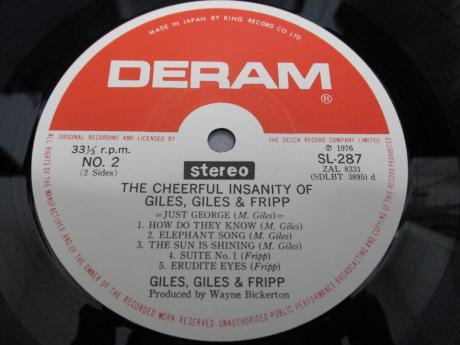 MADE IN JAPAN BY KING RECORD CO. LTD.
DERAM
®
ORIGINAL RECORDING AND LICENSED BY THE DECCA RECORD COMPANY LIMITED
33⅓ r.p.m.
NO. 2
(2 Sides)
stereo
Ⓟ 1976
SL-287
ZAL 8331
(SDLBT 3895) d
THE CHEERFUL INSANITY OF
GILES, GILES & FRIPP
=JUST GEORGE (M. Giles)=
1. HOW DO THEY KNOW (M. Giles)
2. ELEPHANT SONG (M. Giles)
3. THE SUN IS SHINING (M. Giles)
4. SUITE No. 1 (Fripp)
5. ERUDITE EYES (Fripp)
GILES, GILES & FRIPP
Produced by Wayne Bickerton
ALL RIGHTS OF THE MANUFACTURER AND OF THE OWNER OF THE RECORDED WORK RESERVED-UNAUTHORISED PUBLIC PERFORMANCE BROADCASTING AND COPYING OF THIS RECORD PROHIBITED